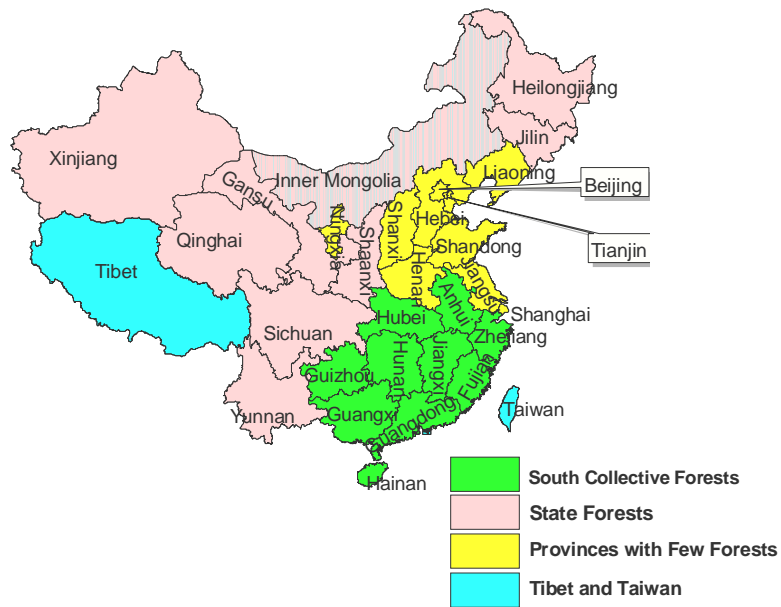 Heilongjiang
Jilin
Xinjiang
Liaoning
Gansu
Inner Mongolia
Beijing
Ningxia
Shanxi
Hebei
Qinghai
Shaanxi
Shandong
Tianjin
Tibet
Henan
Jiangsu
Anhui
Shanghai
Hubei
Sichuan
Zhejiang
Hunan
Jiangxi
Guizhou
Fujian
Yunnan
Guangxi
Guangdong
Taiwan
Hainan
South Collective Forests
State Forests
Provinces with Few Forests
Tibet and Taiwan